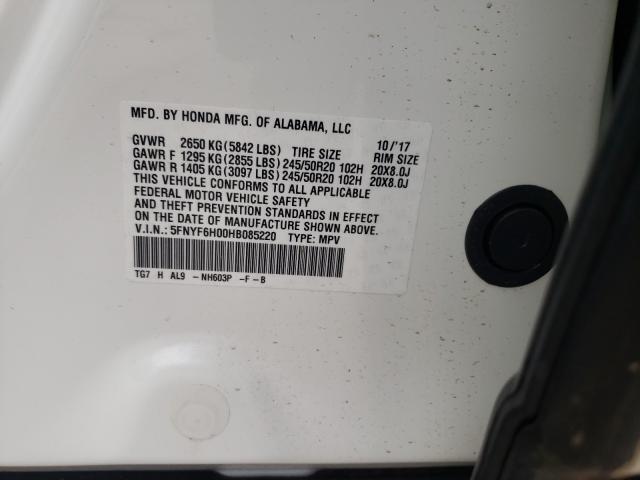 MFD. BY HONDA MFG. OF ALABAMA, LLC 10/'17
GVWR 2650 KG (5842 LBS) TIRE SIZE RIM SIZE
GAWR F 1295 KG (2855 LBS) 245/50R20 102H 20X8.0J
GAWR R 1405 KG (3097 LBS) 245/50R20 102H 20X8.0J
THIS VEHICLE CONFORMS TO ALL APPLICABLE
FEDERAL MOTOR VEHICLE SAFETY
AND THEFT PREVENTION STANDARDS IN EFFECT
ON THE DATE OF MANUFACTURE SHOWN ABOVE.
V.I.N.: 5FNYF6H00HB085220 TYPE: MPV
TG7 H AL9 - NH603P -F-B